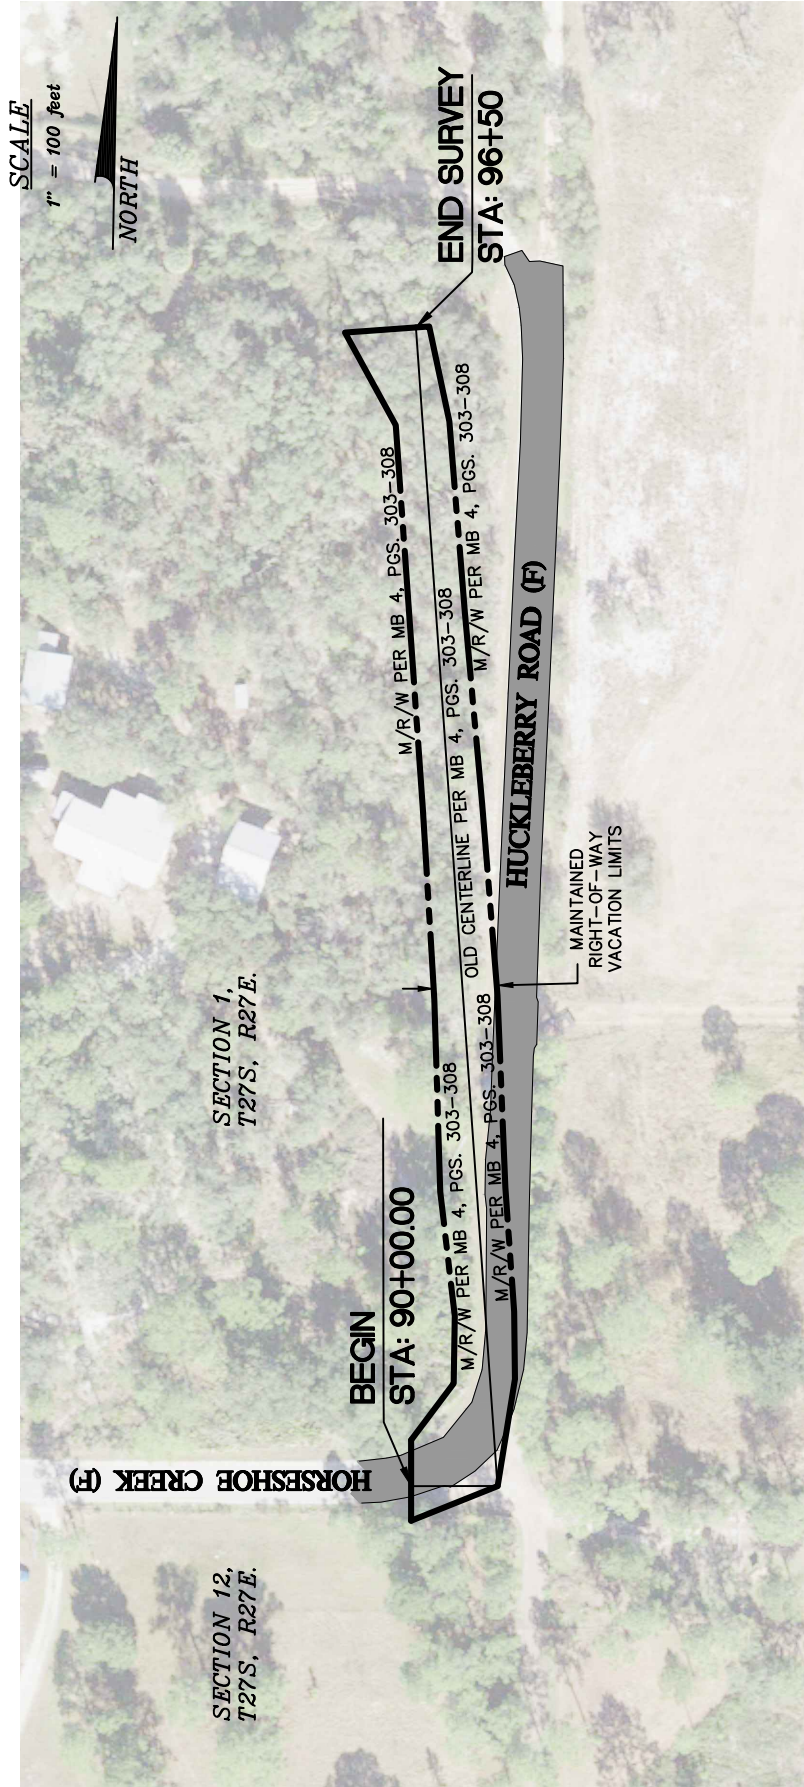 SCALE
1" = 100 feet
NORTH
END SURVEY
STA: 96+50
M/R/W PER MB 4, PGS. 303-308
M/R/W PER MB 4, PGS. 303-308
OLD CENTERLINE PER MB 4, PGS. 303-308
HUCKLEBERRY ROAD (F)
MAINTAINED
RIGHT-OF-WAY
VACATION LIMITS
SECTION 1,
T27S, R27E.
M/R/W PER MB 4, PGS. 303-308
M/R/W PER MB 4, PGS. 303-308
BEGIN
STA: 90+00.00
HORSESHOE CREEK (F)
SECTION 12,
T27S, R27E.